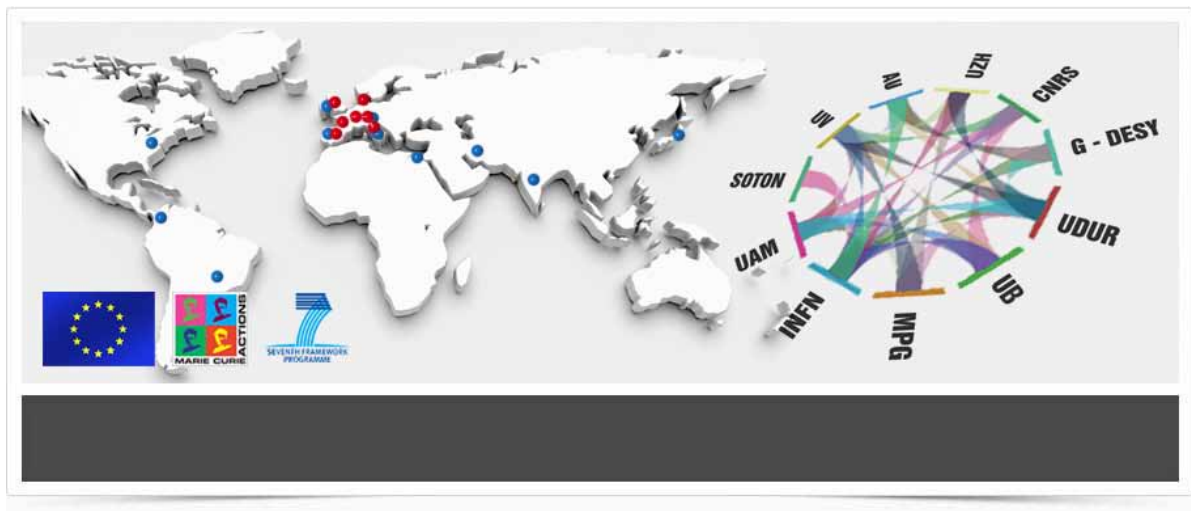 MARIE CURIE
ACTIONS
SEVENTH FRAMEWORK
PROGRAMME
SOTON
UV
AU
UZH
CNRS
G - DESY
UDUR
UB
MPG
INFN
UAM